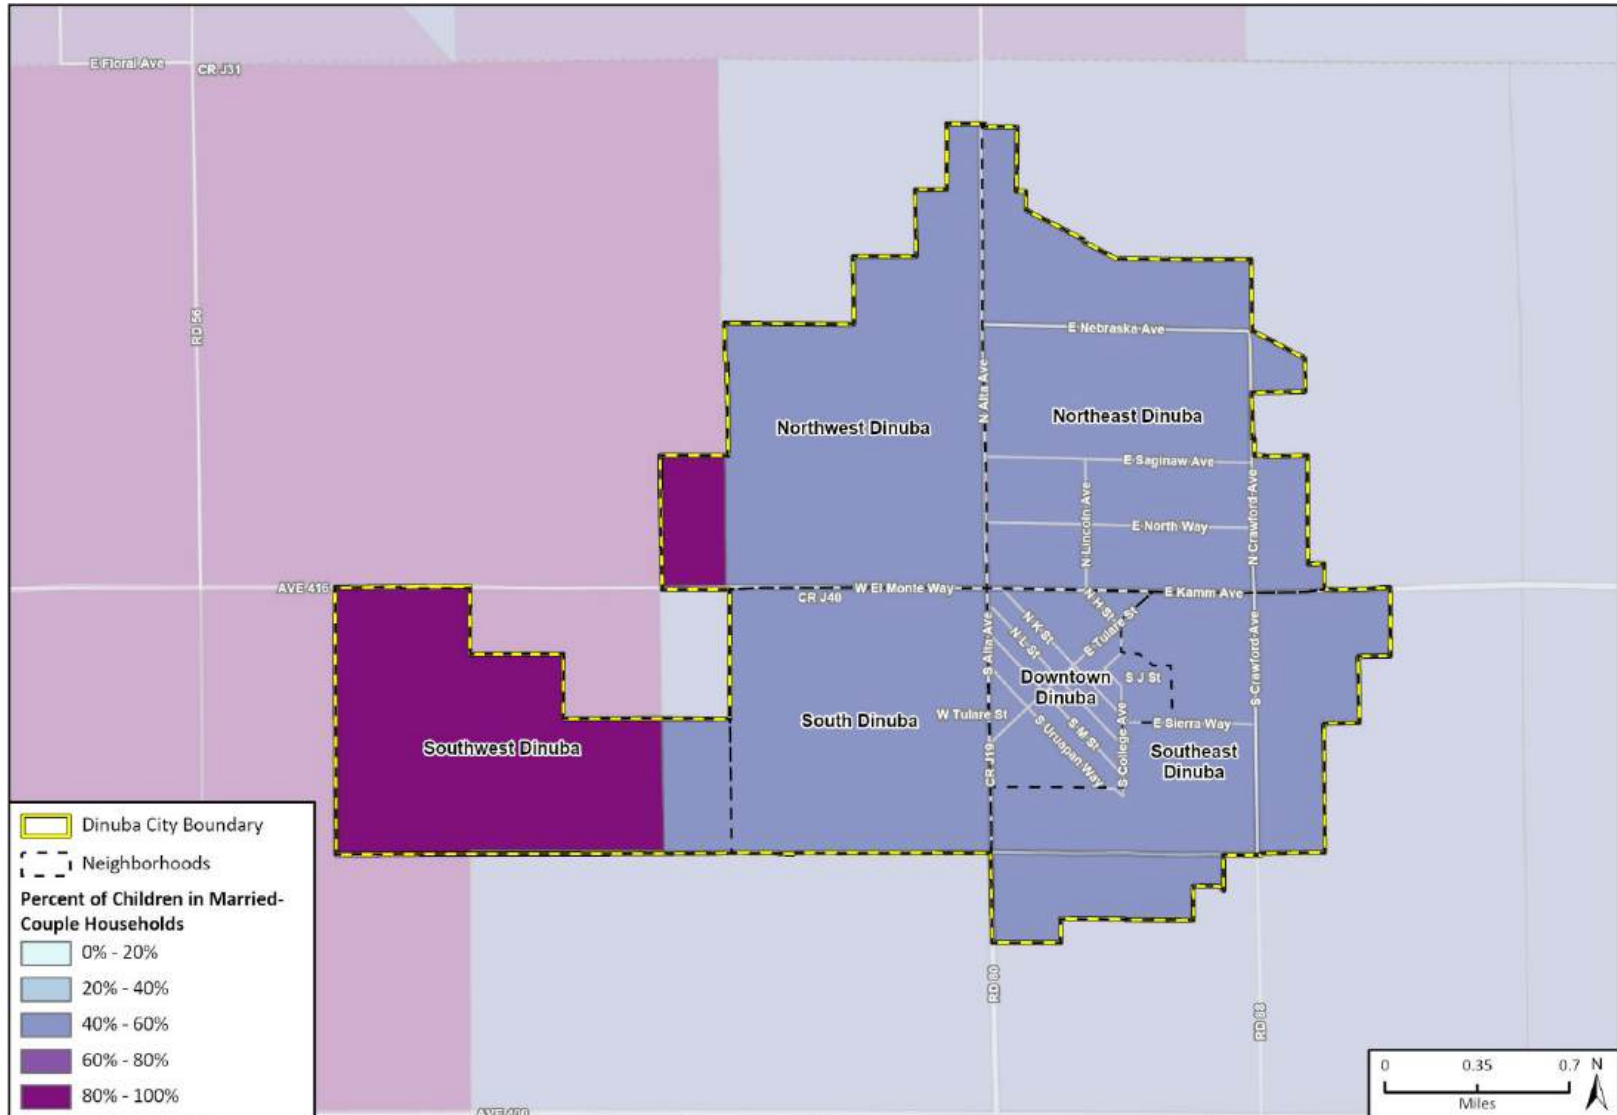 E Floral Ave
CR J31
RD 56
E Nebraska Ave
N Alta Ave
Northwest Dinuba
Northeast Dinuba
E Saginaw Ave
N Lincoln Ave
E North Way
N Crawford Ave
AVE 416
W El Monte Way
CR J40
E Kamm Ave
N H St
N K St
E Tulare St
N L St
S Alta Ave
S Crawford Ave
Downtown
Dinuba
S J St
W Tulare St
South Dinuba
S M St
E Sierra Way
S Uruapan Way
S College Ave
Southwest Dinuba
Southeast
Dinuba
CR J19
RD 80
RD 88
Dinuba City Boundary
Neighborhoods
Percent of Children in Married-
Couple Households
0% - 20%
20% - 40%
40% - 60%
60% - 80%
80% - 100%
0 0.35 0.7 N
Miles